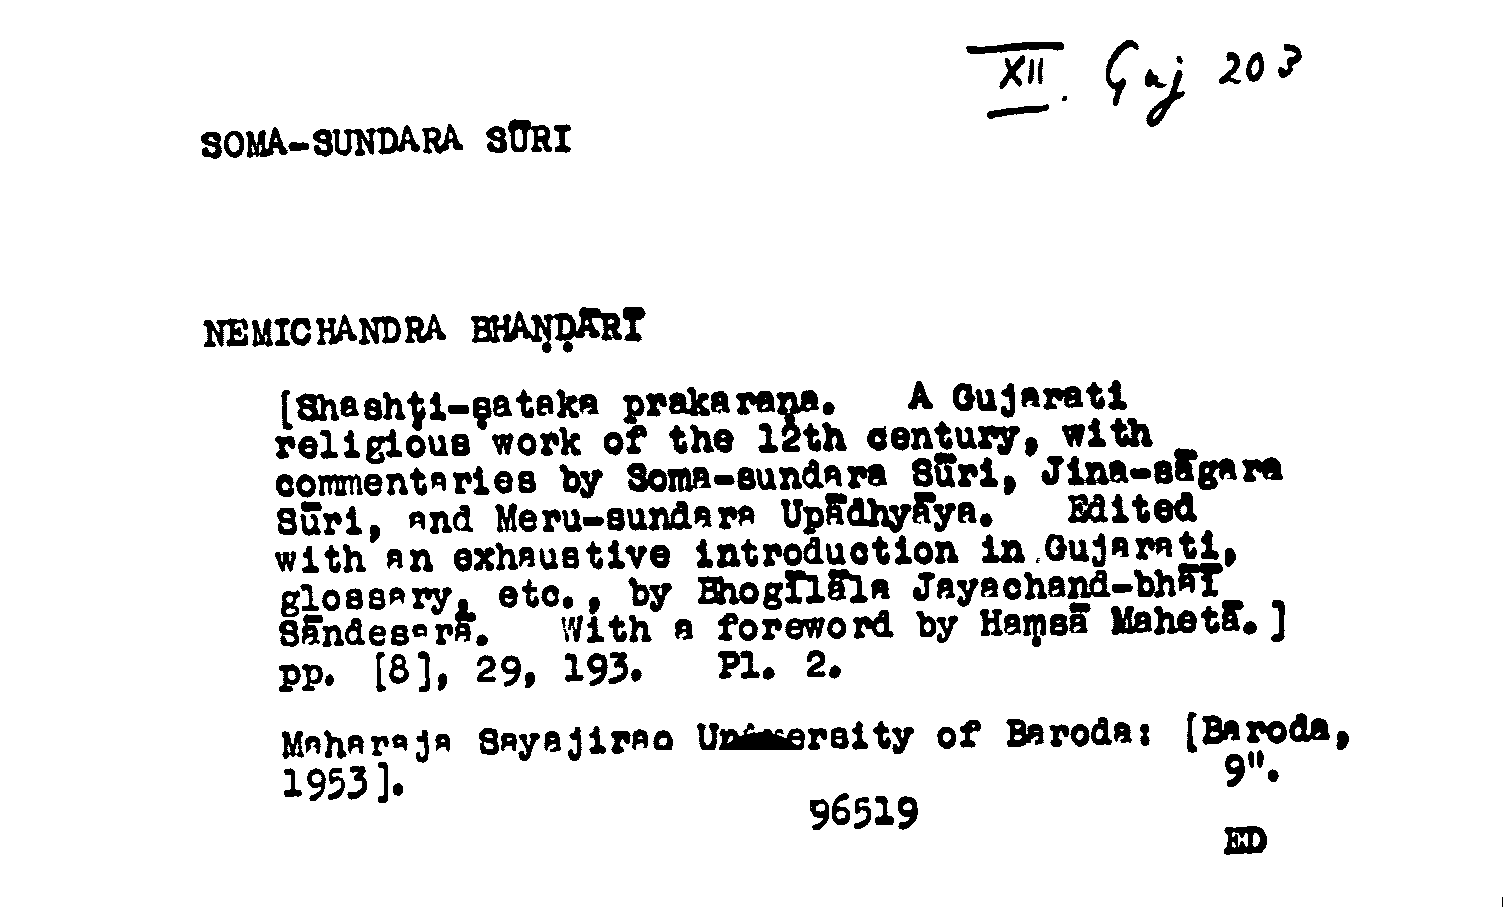 XII. Guj 203
SOMA-SUNDARA SŪRI
NEMICHANDRA BHAṆḌĀRĪ
[Shashṭi-ṣataka prakaraṇa. A Gujarati
religious work of the 12th century, with
commentaries by Soma-sundara Sūri, Jina-sāgara
Sūri, and Meru-sundara Upādhyāya. Edited
with an exhaustive introduction in Gujarati,
glossary, etc., by Bhogīlāla Jayachand-bhāī
Sāndesarā. With a foreword by Haṃsā Mahetā.]
pp. [8], 29, 193. Pl. 2.
Maharaja Sayajirao University of Baroda: [Baroda,
1953]. 9".
96519
ED